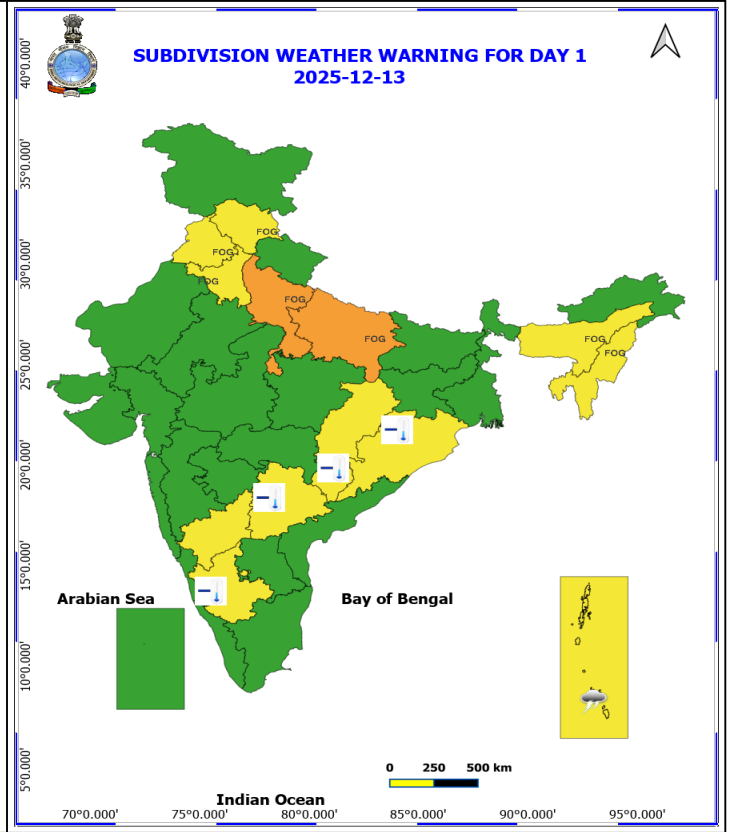 SUBDIVISION WEATHER WARNING FOR DAY 1
2025-12-13
40°0.000'
35°0.000'
30°0.000'
25°0.000'
20°0.000'
15°0.000'
10°0.000'
5°0.000'
FOG
FOG
FOG
FOG
FOG
FOG
FOG
Arabian Sea
Bay of Bengal
0 250 500 km
Indian Ocean
70°0.000' 75°0.000' 80°0.000' 85°0.000' 90°0.000' 95°0.000'